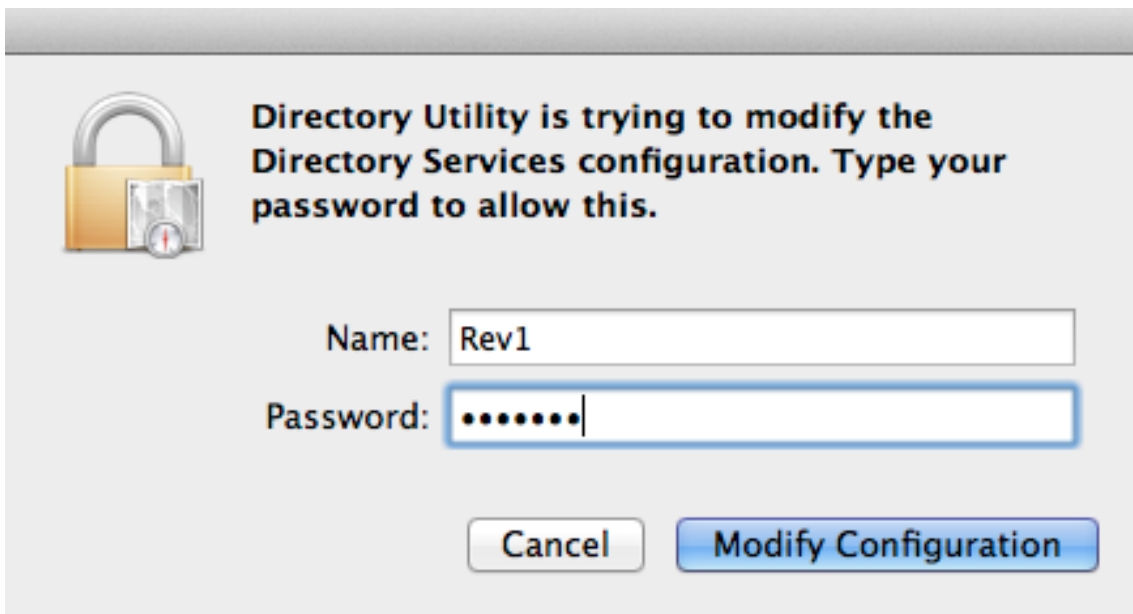 Directory Utility is trying to modify the
Directory Services configuration. Type your
password to allow this.
Name: Rev1
Password: •••••••
Cancel
Modify Configuration